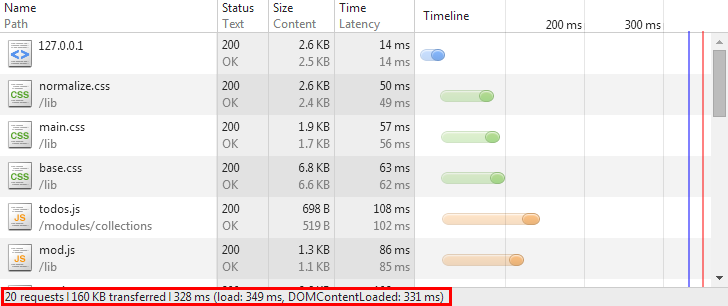 Name Status Size Time Timeline
Path Text Content Latency 200 ms 300 ms
127.0.0.1 200 2.6 KB 14 ms
OK 2.5 KB 14 ms
normalize.css 200 2.6 KB 50 ms
CSS /lib OK 2.4 KB 49 ms
main.css 200 1.9 KB 57 ms
CSS /lib OK 1.7 KB 56 ms
base.css 200 6.8 KB 63 ms
CSS /lib OK 6.6 KB 62 ms
todos.js 200 698 B 108 ms
JS /modules/collections OK 519 B 102 ms
mod.js 200 1.3 KB 86 ms
JS /lib OK 1.1 KB 85 ms
20 requests | 160 KB transferred | 328 ms (load: 349 ms, DOMContentLoaded: 331 ms)